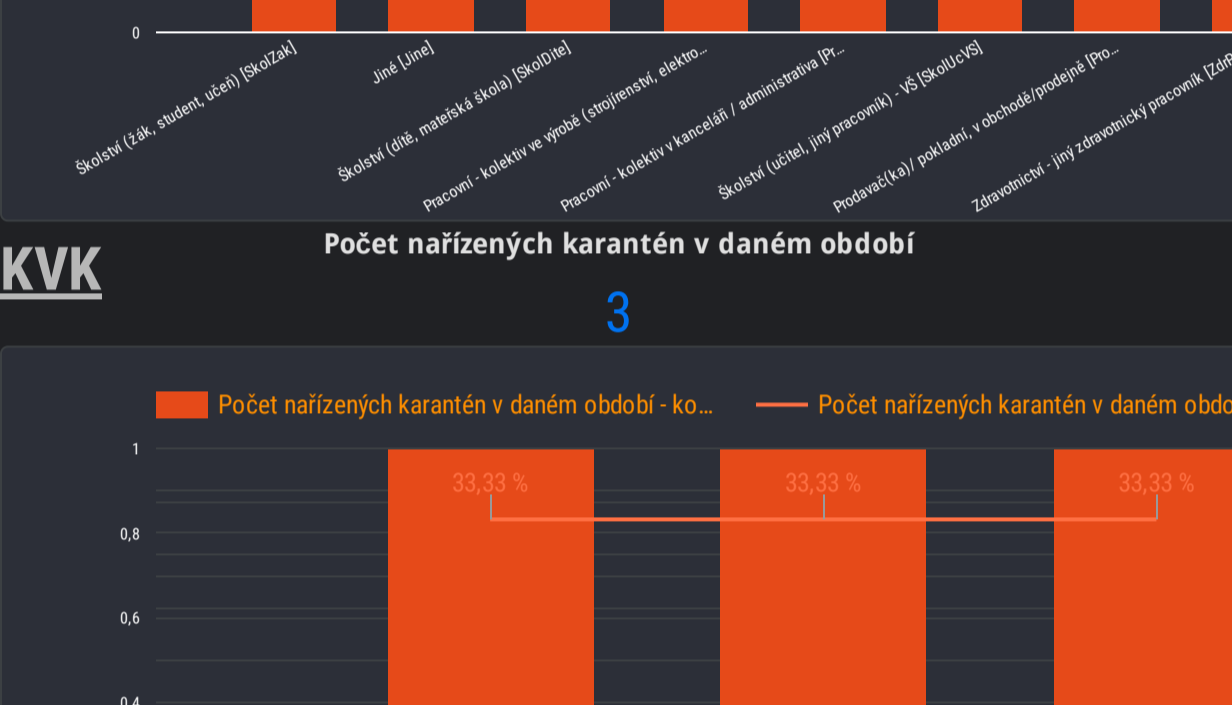 0
Školství (žák, student, učeň) [SkolZak]
Jiné [Jine]
Školství (dítě, mateřská škola) [SkolDite]
Pracovní - kolektiv ve výrobě (strojírenství, elektro...
Pracovní - kolektiv v kanceláři / administrativa [Pr...
Školství (učitel, jiný pracovník) - VŠ [SkolUcVS]
Prodavač(ka)/ pokladní, v obchodě/prodejně [Pro...
Zdravotnictví - jiný zdravotnický pracovník [ZdrP
KVK
Počet nařízených karantén v daném období
3
Počet nařízených karantén v daném období - ko...
Počet nařízených karantén v daném obdo
1
33,33 %
33,33 %
33,33 %
0,8
0,6
0,4